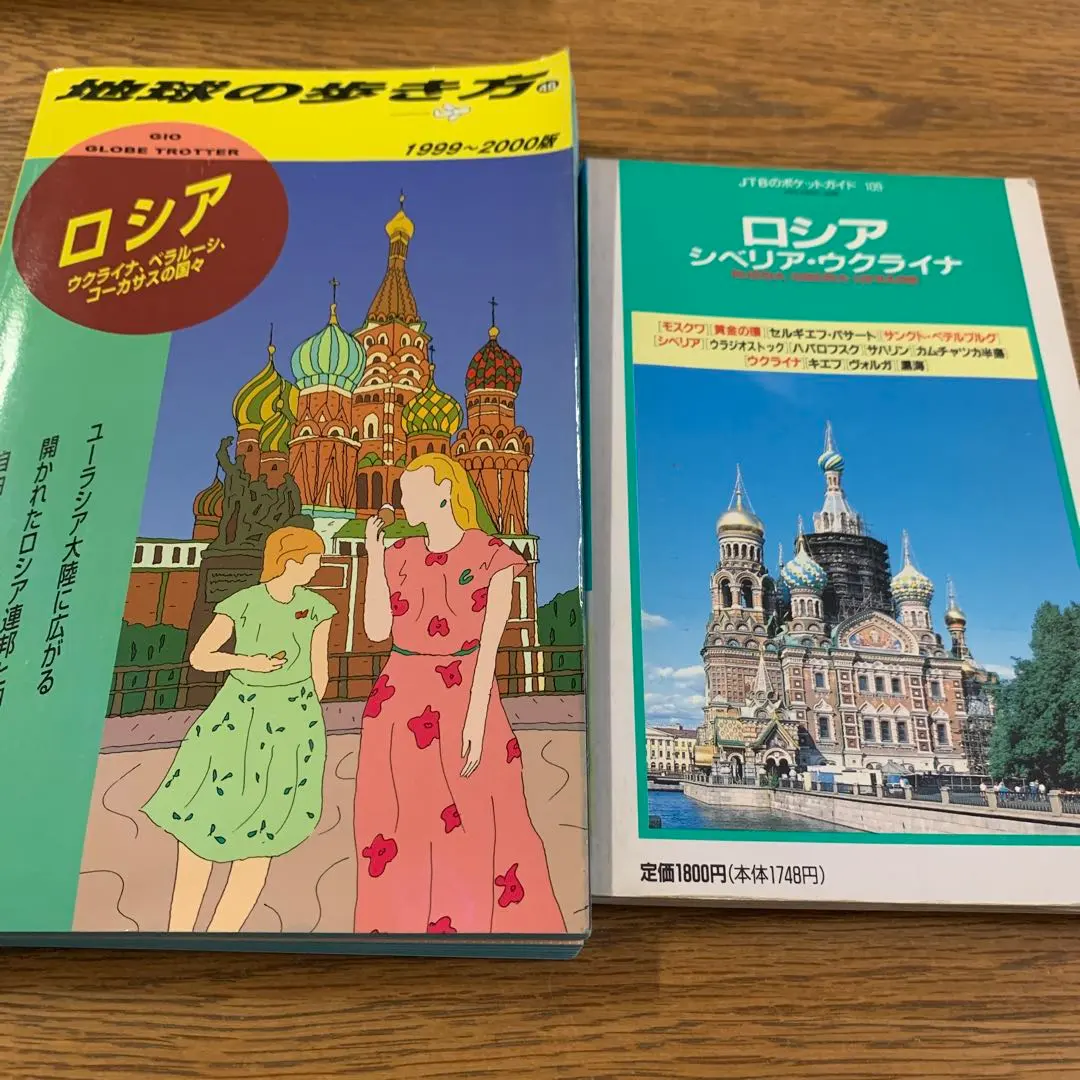 地球の歩き方 48
1999〜2000版
GIO
GLOBE TROTTER
ロシア
ウクライナ、ベラルーシ、
コーカサスの国々
ユーラシア大陸に広がる
開かれたロシア連邦と
JTBのポケットガイド 109
ロシア
シベリア・ウクライナ
RUSSIA SIBERIA UKRAINE
[モスクワ][黄金の環]セルギエフ・パサート[サンクト・ペテルブルグ]
[シベリア]ウラジオストック[ハバロフスク]サハリン[カムチャツカ半島]
[ウクライナ]キエフ[ヴォルガ][黒海]
定価1800円(本体1748円)